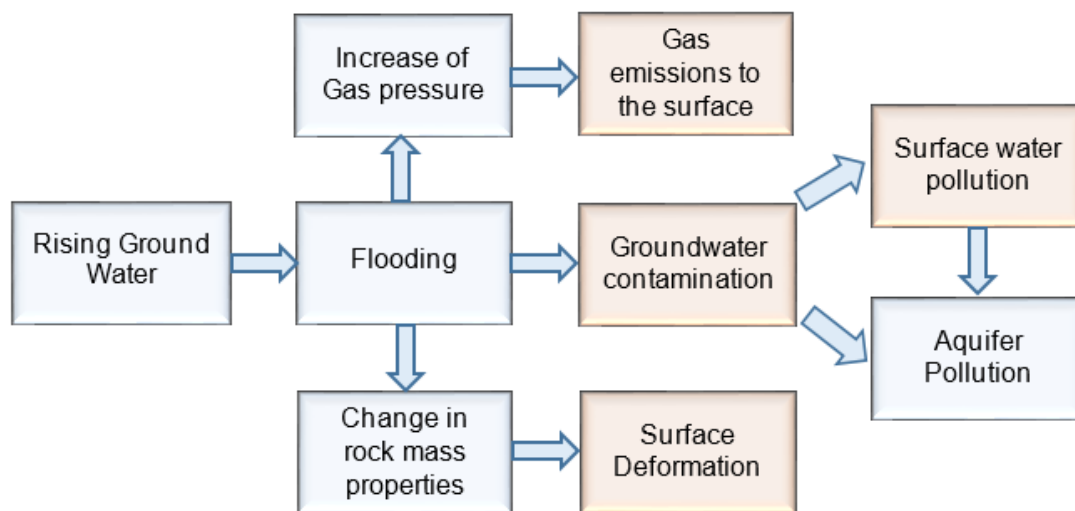 Increase of
Gas pressure
Gas
emissions to
the surface
Surface water
pollution
Rising Ground
Water
Flooding
Groundwater
contamination
Aquifer
Pollution
Change in
rock mass
properties
Surface
Deformation